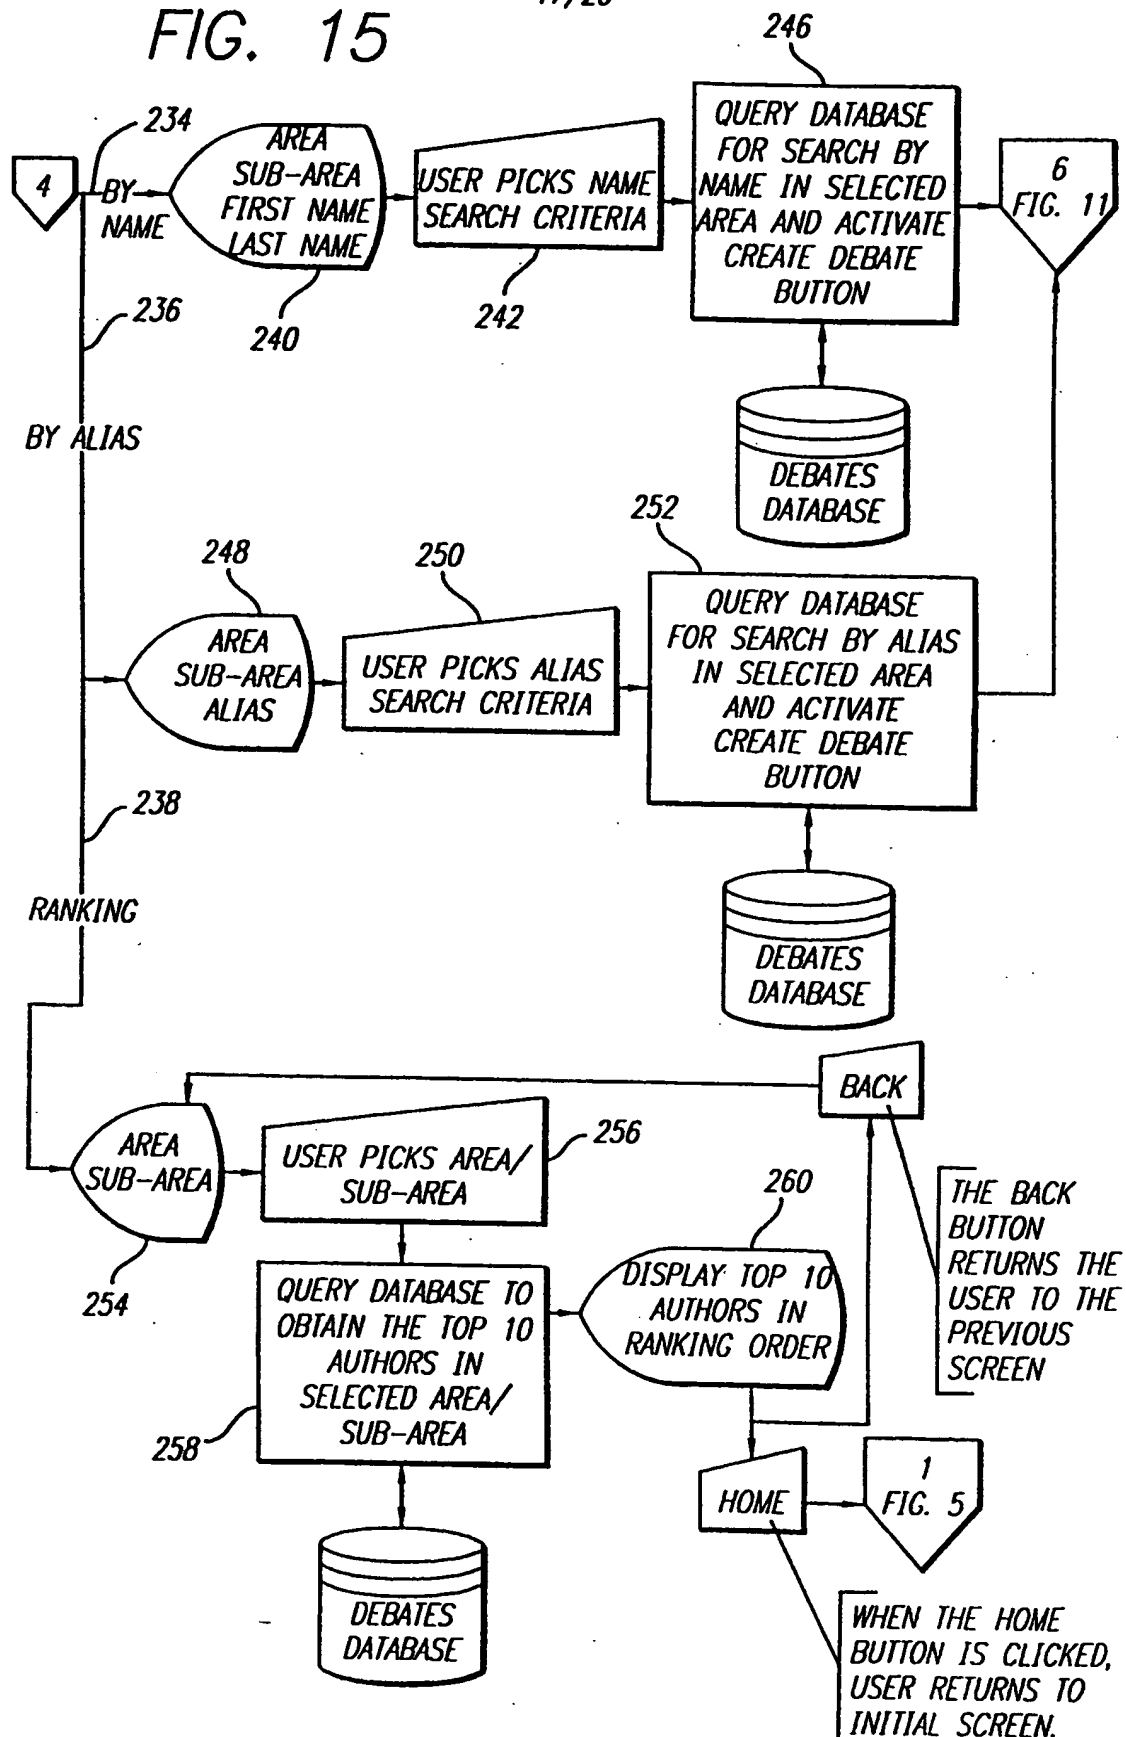 FIG. 15
246
234
4
BY
NAME
AREA
SUB-AREA
FIRST NAME
LAST NAME
240
USER PICKS NAME
SEARCH CRITERIA
242
QUERY DATABASE
FOR SEARCH BY
NAME IN SELECTED
AREA AND ACTIVATE
CREATE DEBATE
BUTTON
6
FIG. 11
DEBATES
DATABASE
236
BY ALIAS
248
AREA
SUB-AREA
ALIAS
250
USER PICKS ALIAS
SEARCH CRITERIA
252
QUERY DATABASE
FOR SEARCH BY ALIAS
IN SELECTED AREA
AND ACTIVATE
CREATE DEBATE
BUTTON
DEBATES
DATABASE
238
RANKING
BACK
AREA
SUB-AREA
254
USER PICKS AREA/
SUB-AREA
256
QUERY DATABASE TO
OBTAIN THE TOP 10
AUTHORS IN
SELECTED AREA/
SUB-AREA
258
DEBATES
DATABASE
260
DISPLAY TOP 10
AUTHORS IN
RANKING ORDER
THE BACK
BUTTON
RETURNS THE
USER TO THE
PREVIOUS
SCREEN
HOME
1
FIG. 5
WHEN THE HOME
BUTTON IS CLICKED,
USER RETURNS TO
INITIAL SCREEN.